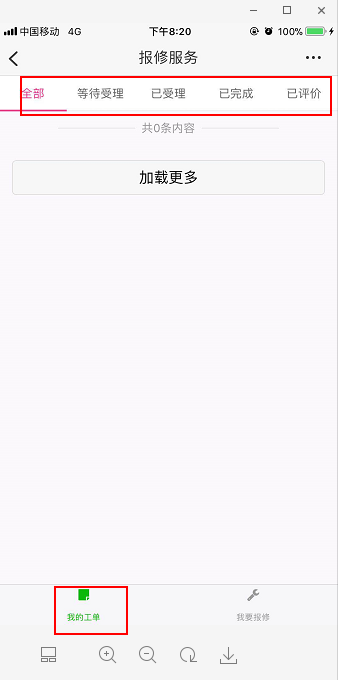 中国移动 4G 下午8:20 100%
报修服务
全部 等待受理 已受理 已完成 已评价
共0条内容
加载更多
我的工单 我要报修